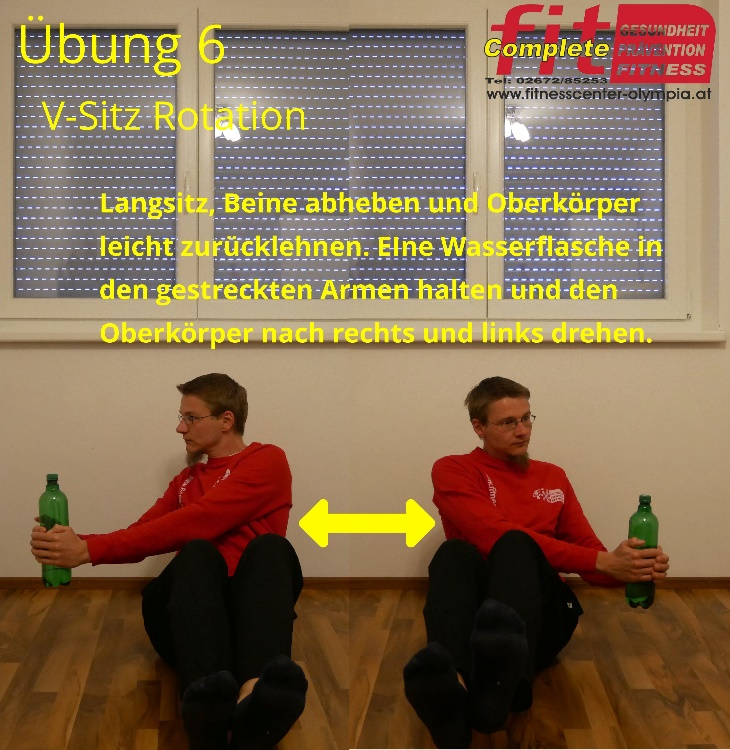 Übung 6
V-Sitz Rotation
fit
Complete
GESUNDHEIT
PRÄVENTION
FITNESS
Tel: 02672/85253
www.fitnesscenter-olympia.at
Langsitz, Beine abheben und Oberkörper
leicht zurücklehnen. EIne Wasserflasche in
den gestreckten Armen halten und den
Oberkörper nach rechts und links drehen.